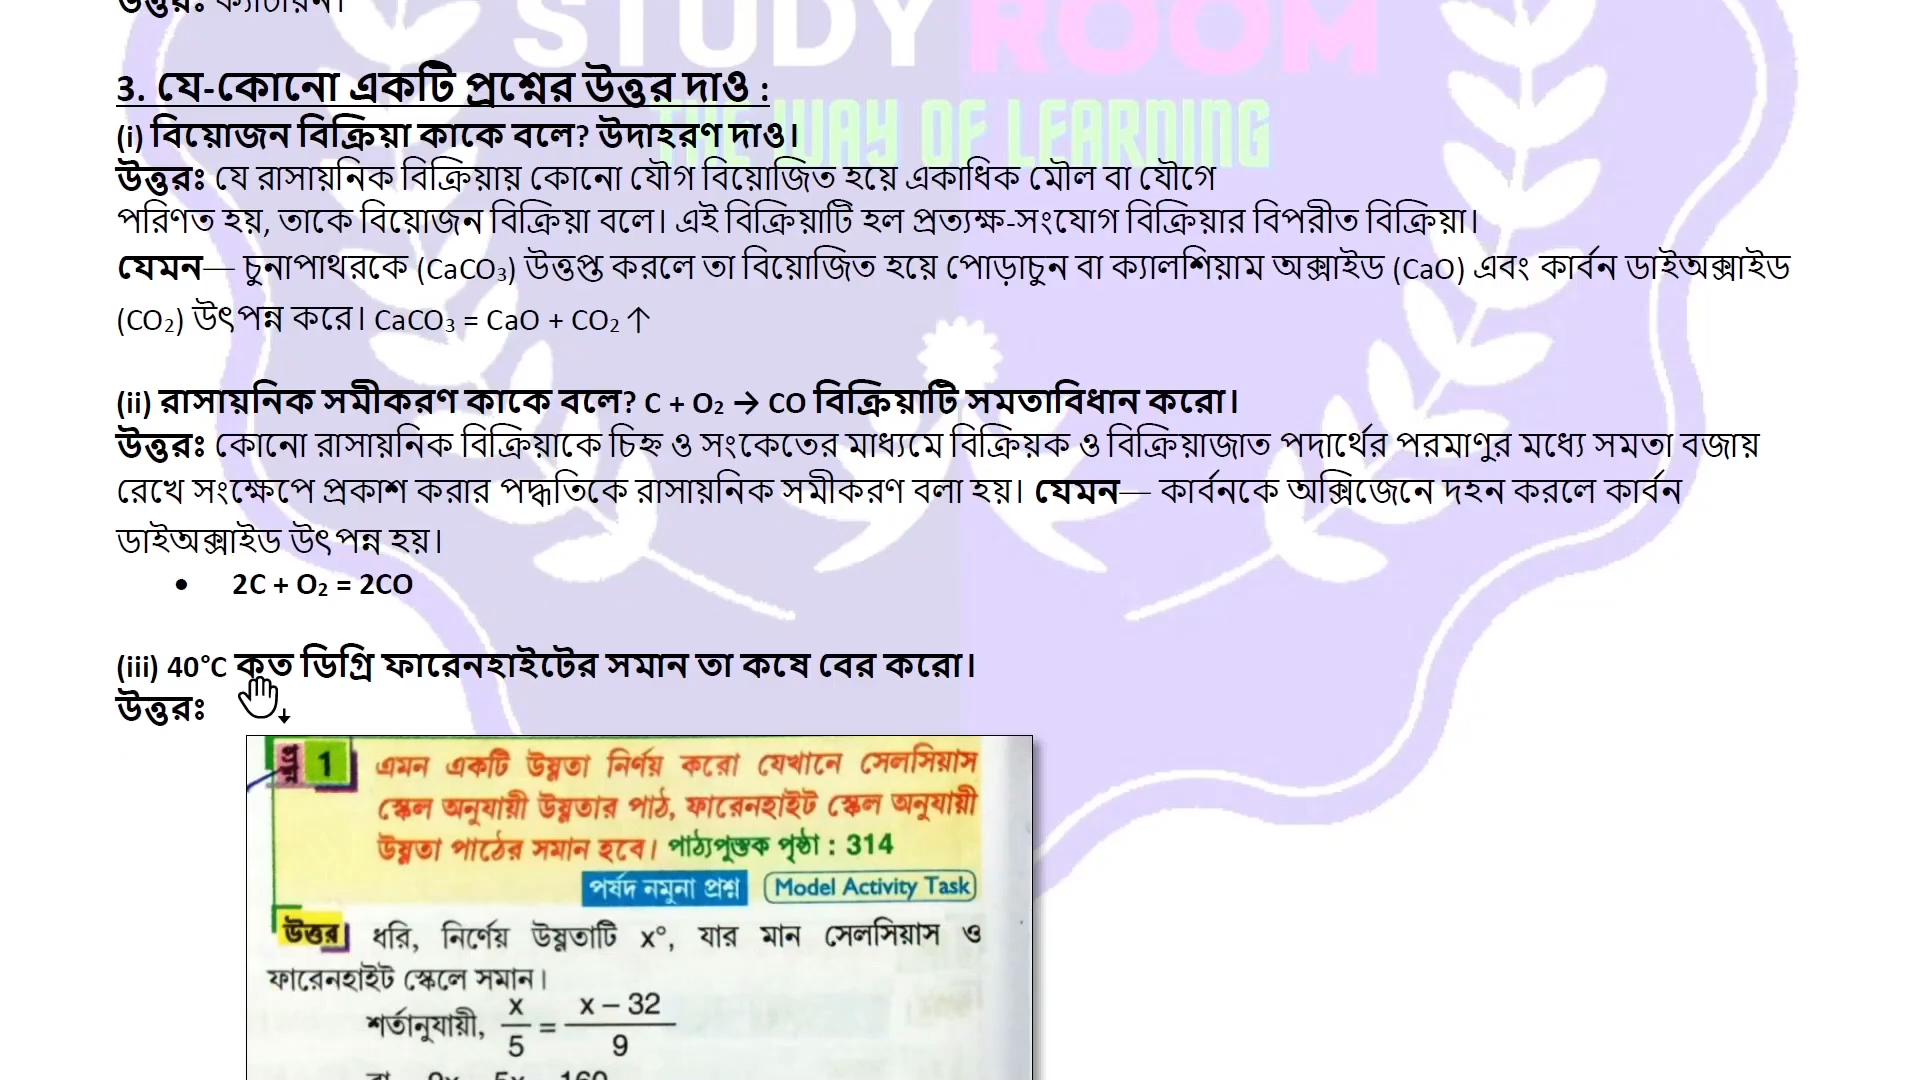 উত্তরঃ ক্যাটায়ন।
STUDY ROOM
3. যে-কোনো একটি প্রশ্নের উত্তর দাও :
THE WAY OF LEARNING
(i) বিয়োজন বিক্রিয়া কাকে বলে? উদাহরণ দাও।
উত্তরঃ যে রাসায়নিক বিক্রিয়ায় কোনো যৌগ বিয়োজিত হয়ে একাধিক মৌল বা যৌগে
পরিণত হয়, তাকে বিয়োজন বিক্রিয়া বলে। এই বিক্রিয়াটি হল প্রত্যক্ষ-সংযোগ বিক্রিয়ার বিপরীত বিক্রিয়া।
যেমন— চুনাপাথরকে (CaCO₃) উত্তপ্ত করলে তা বিয়োজিত হয়ে পোড়াচুন বা ক্যালশিয়াম অক্সাইড (CaO) এবং কার্বন ডাইঅক্সাইড
(CO₂) উৎপন্ন করে। CaCO₃ = CaO + CO₂ ↑
(ii) রাসায়নিক সমীকরণ কাকে বলে? C + O₂ → CO বিক্রিয়াটি সমতাবিধান করো।
উত্তরঃ কোনো রাসায়নিক বিক্রিয়াকে চিহ্ন ও সংকেতের মাধ্যমে বিক্রিয়ক ও বিক্রিয়াজাত পদার্থের পরমাণুর মধ্যে সমতা বজায়
রেখে সংক্ষেপে প্রকাশ করার পদ্ধতিকে রাসায়নিক সমীকরণ বলা হয়। যেমন— কার্বনকে অক্সিজেনে দহন করলে কার্বন
ডাইঅক্সাইড উৎপন্ন হয়।
• 2C + O₂ = 2CO
(iii) 40°C কত ডিগ্রি ফারেনহাইটের সমান তা কষে বের করো।
উত্তরঃ
প্রশ্ন 1 এমন একটি উষ্ণতা নির্ণয় করো যেখানে সেলসিয়াস
স্কেল অনুযায়ী উষ্ণতার পাঠ, ফারেনহাইট স্কেল অনুযায়ী
উষ্ণতা পাঠের সমান হবে। পাঠ্যপুস্তক পৃষ্ঠা : 314
পর্ষদ নমুনা প্রশ্ন Model Activity Task
উত্তর ধরি, নির্ণেয় উষ্ণতাটি x°, যার মান সেলসিয়াস ও
ফারেনহাইট স্কেলে সমান।
শর্তানুযায়ী, x/5 = x – 32/9